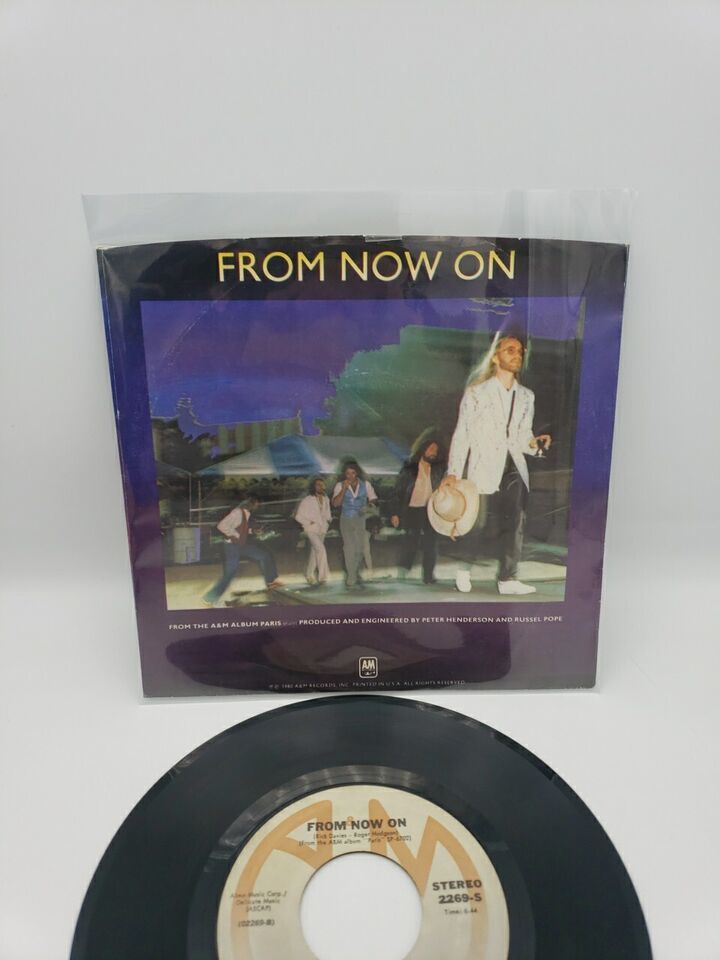 FROM NOW ON
FROM THE A&M ALBUM PARIS PRODUCED AND ENGINEERED BY PETER HENDERSON AND RUSSEL POPE
A&M
℗ © 1980 A&M RECORDS, INC. PRINTED IN U.S.A. ALL RIGHTS RESERVED
A&M
FROM NOW ON
(Rick Davies - Roger Hodgson)
(From the A&M album "Paris" SP-6702)
Almo Music Corp./
Delicate Music
(ASCAP)
(02269-B)
STEREO
2269-S
Time: 6:44